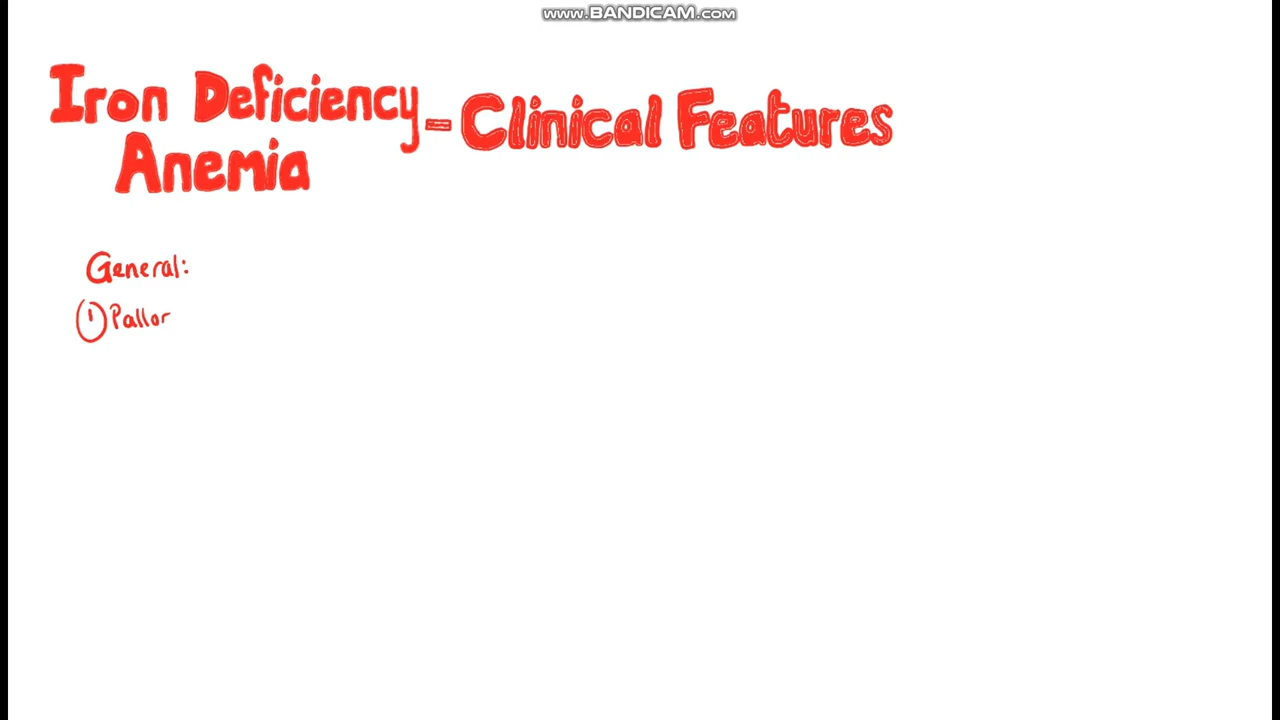 www.BANDICAM.com
Iron Deficiency
Anemia
- Clinical Features
General:
① Pallor